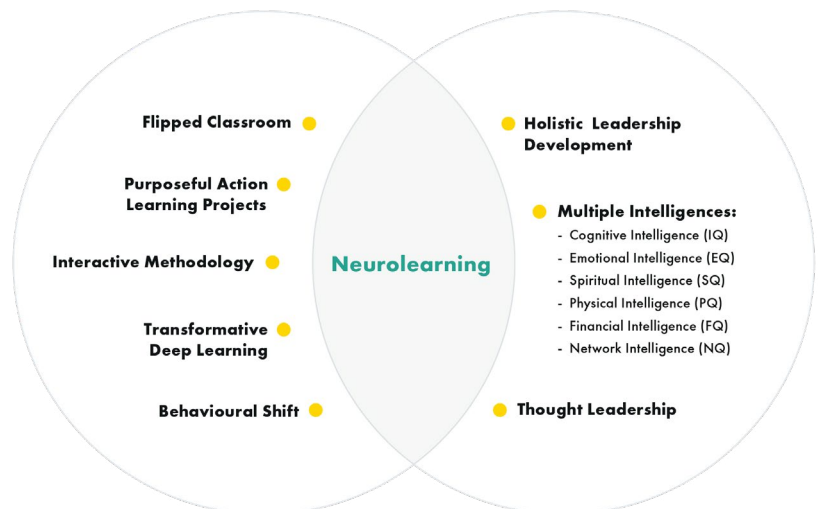 Flipped Classroom
Purposeful Action
Learning Projects
Interactive Methodology
Transformative
Deep Learning
Behavioural Shift
Neurolearning
Holistic Leadership
Development
Multiple Intelligences:
- Cognitive Intelligence (IQ)
- Emotional Intelligence (EQ)
- Spiritual Intelligence (SQ)
- Physical Intelligence (PQ)
- Financial Intelligence (FQ)
- Network Intelligence (NQ)
Thought Leadership